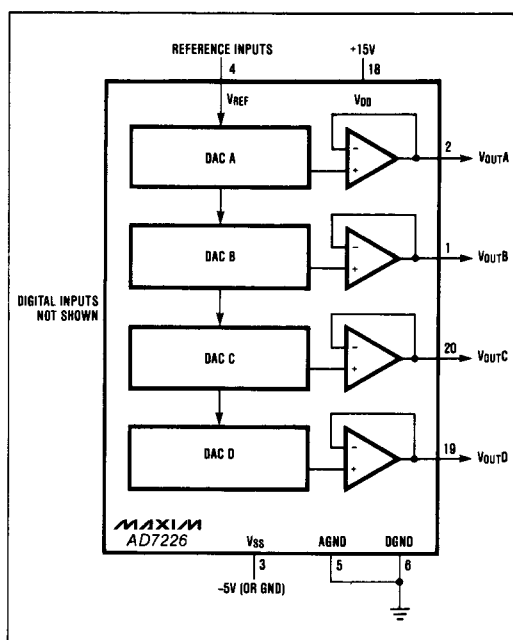 REFERENCE INPUTS
4
+15V
18
VREF
VDD
DAC A
−
+
2
VOUTA
DAC B
−
+
1
VOUTB
DIGITAL INPUTS
NOT SHOWN
DAC C
−
+
20
VOUTC
DAC D
−
+
19
VOUTD
MAXIM
AD7226
VSS
AGND
DGND
3
5
6
−5V (OR GND)